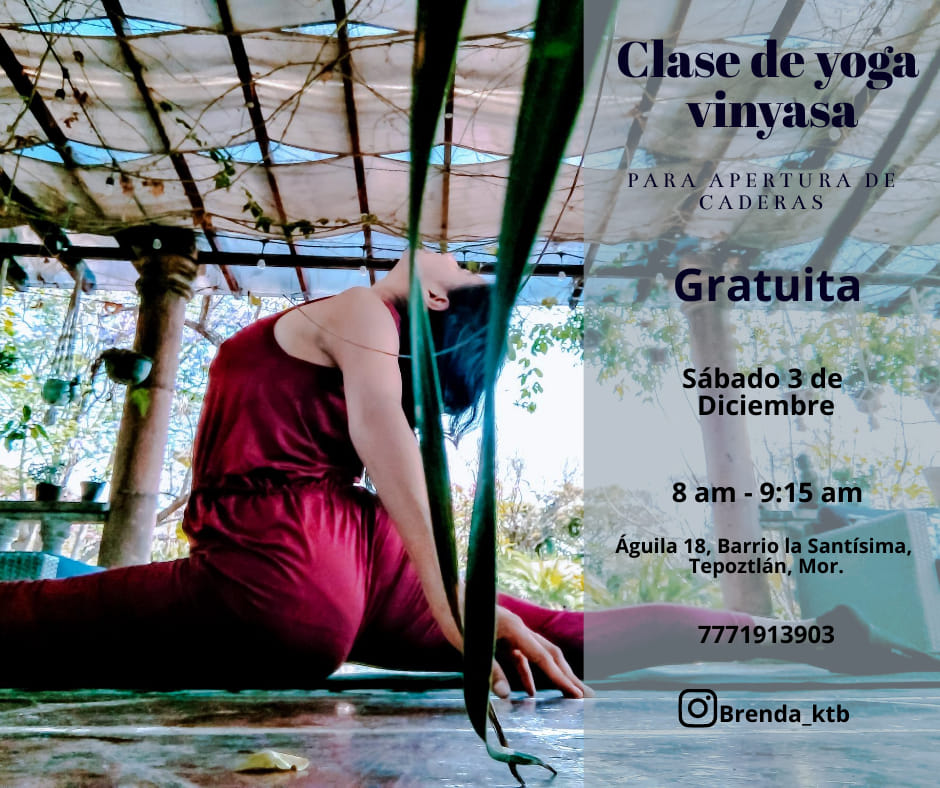 Clase de yoga
vinyasa
PARA APERTURA DE
CADERAS
Gratuita
Sábado 3 de
Diciembre
8 am - 9:15 am
Águila 18, Barrio la Santísima,
Tepoztlán, Mor.
7771913903
Brenda_ktb